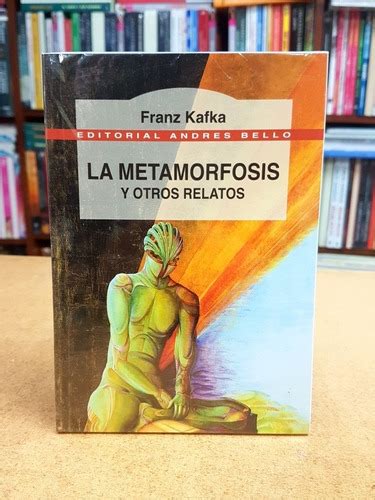 Franz Kafka
EDITORIAL ANDRES BELLO
LA METAMORFOSIS
Y OTROS RELATOS